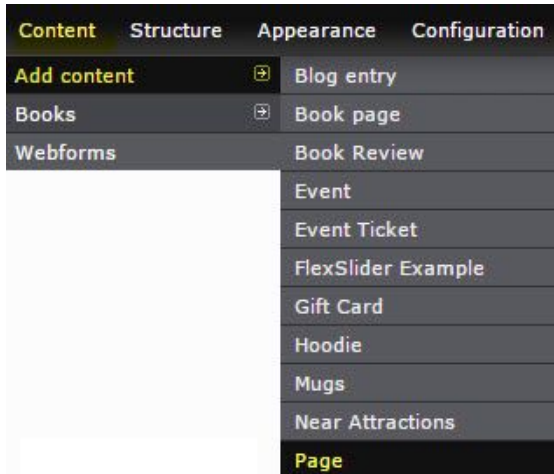 Content Structure Appearance Configuration
Add content
Books
Webforms
Blog entry
Book page
Book Review
Event
Event Ticket
FlexSlider Example
Gift Card
Hoodie
Mugs
Near Attractions
Page